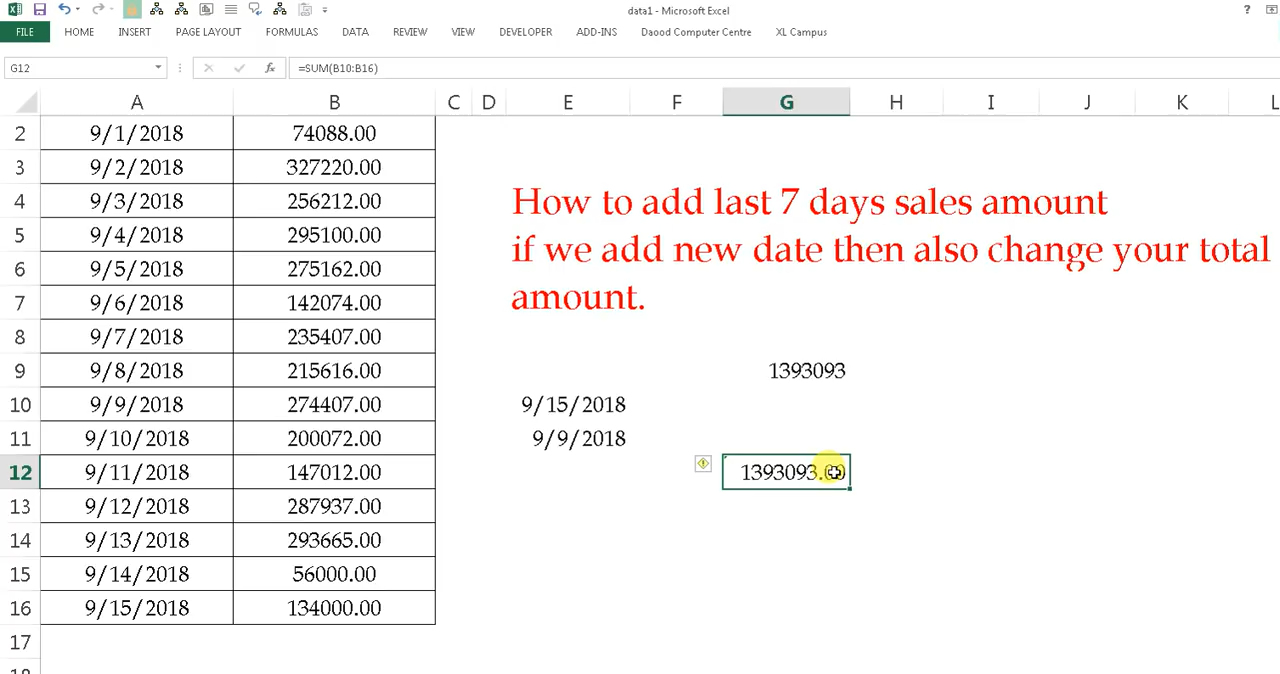 data1 - Microsoft Excel
?
FILE HOME INSERT PAGE LAYOUT FORMULAS DATA REVIEW VIEW DEVELOPER ADD-INS Daood Computer Centre XL Campus
G12 fx =SUM(B10:B16)
A B C D E F G H I J K L
2 9/1/2018 74088.00
3 9/2/2018 327220.00
4 9/3/2018 256212.00 How to add last 7 days sales amount
5 9/4/2018 295100.00 if we add new date then also change your total
6 9/5/2018 275162.00
7 9/6/2018 142074.00 amount.
8 9/7/2018 235407.00
9 9/8/2018 215616.00 1393093
10 9/9/2018 274407.00 9/15/2018
11 9/10/2018 200072.00 9/9/2018
12 9/11/2018 147012.00 1393093.00
13 9/12/2018 287937.00
14 9/13/2018 293665.00
15 9/14/2018 56000.00
16 9/15/2018 134000.00
17
18